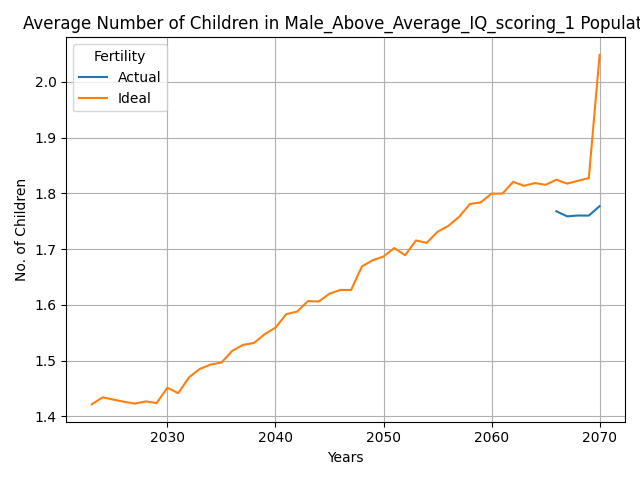 Average Number of Children in Male_Above_Average_IQ_scoring_1 Populat
Fertility
Actual
Ideal
2.0
1.9
1.8
1.7
1.6
1.5
1.4
No. of Children
2030
2040
2050
2060
2070
Years